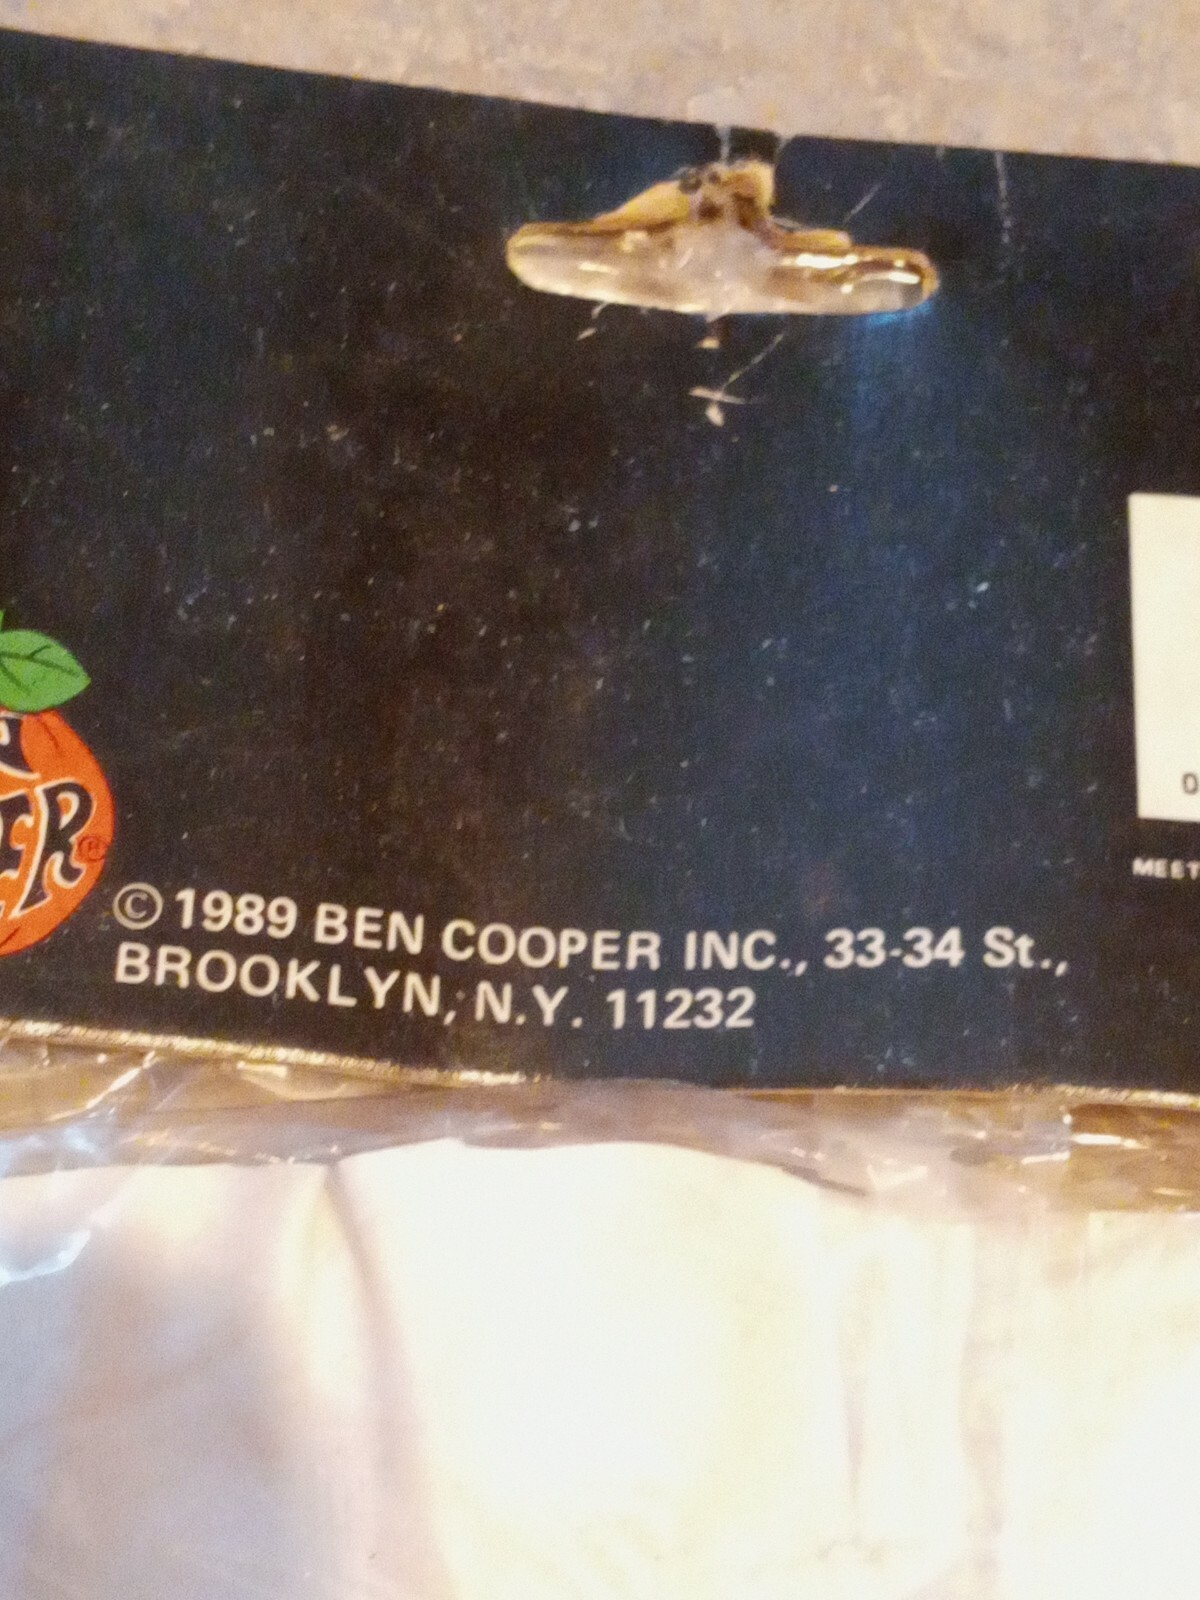 © 1989 BEN COOPER INC., 33-34 St.,
BROOKLYN, N.Y. 11232